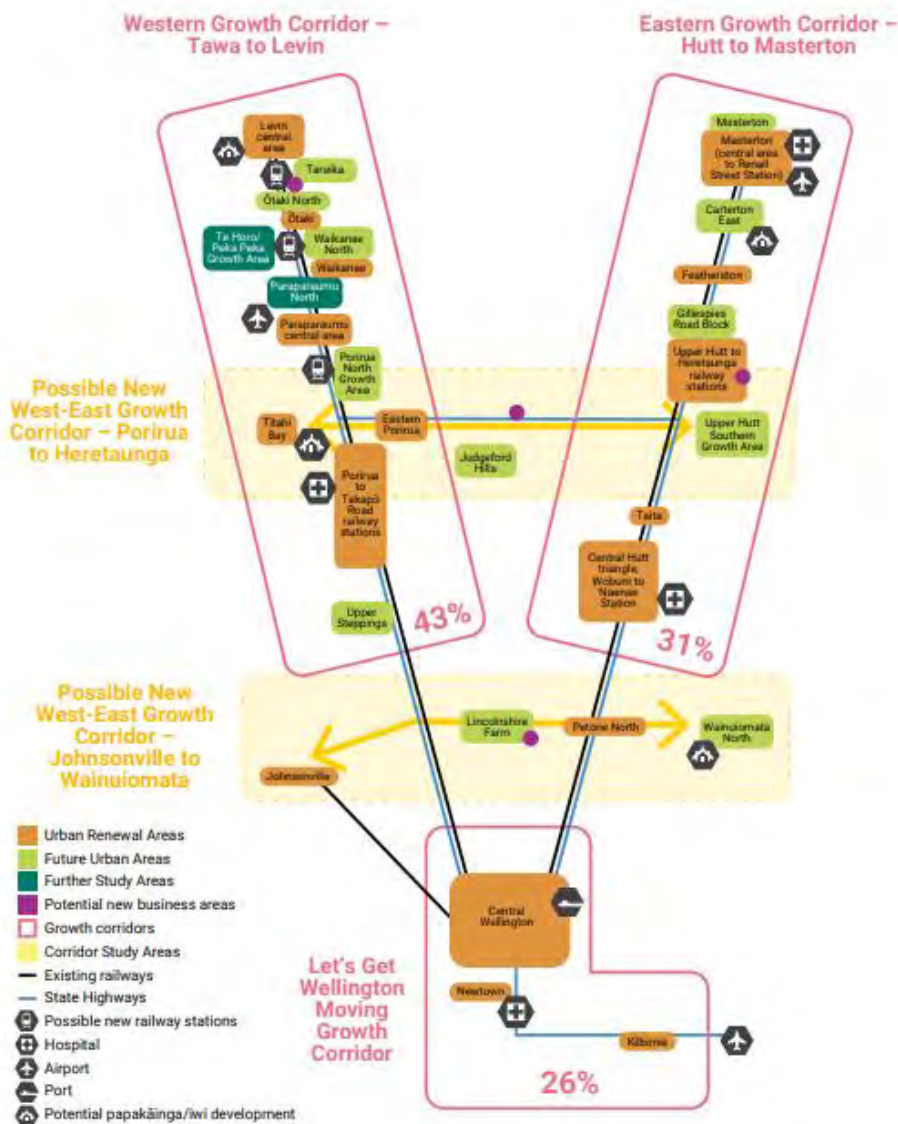 Western Growth Corridor –
Tawa to Levin
Eastern Growth Corridor –
Hutt to Masterton
Levin
central
area
Taraika
Ōtaki North
Ōtaki
Te Horo/
Peka Peka
Growth Area
Waikanae
North
Waikanae
Paraparaumu
North
Paraparaumu
central area
Porirua
North
Growth
Area
Masterton
Masterton
(central area
to Renall
Street Station)
Carterton
East
Featherston
Gillespies
Road Block
Upper Hutt to
Heretaunga
railway
stations
Possible New
West-East Growth
Corridor – Porirua
to Heretaunga
Titahi
Bay
Eastern
Porirua
Judgeford
Hills
Upper Hutt
Southern
Growth Area
Porirua
to
Takapū
Road
railway
stations
Taita
Central Hutt
triangle,
Woburn to
Naenae
Station
Upper
Steppings
43%
31%
Possible New
West-East Growth
Corridor –
Johnsonville to
Wainuiomata
Lincolnshire
Farm
Petone North
Wainuiomata
North
Johnsonville
Urban Renewal Areas
Future Urban Areas
Further Study Areas
Potential new business areas
Growth corridors
Corridor Study Areas
Existing railways
State Highways
Possible new railway stations
Hospital
Airport
Port
Potential papakāinga/iwi development
Central
Wellington
Let's Get
Wellington
Moving
Growth
Corridor
Newtown
Kilbirnie
26%